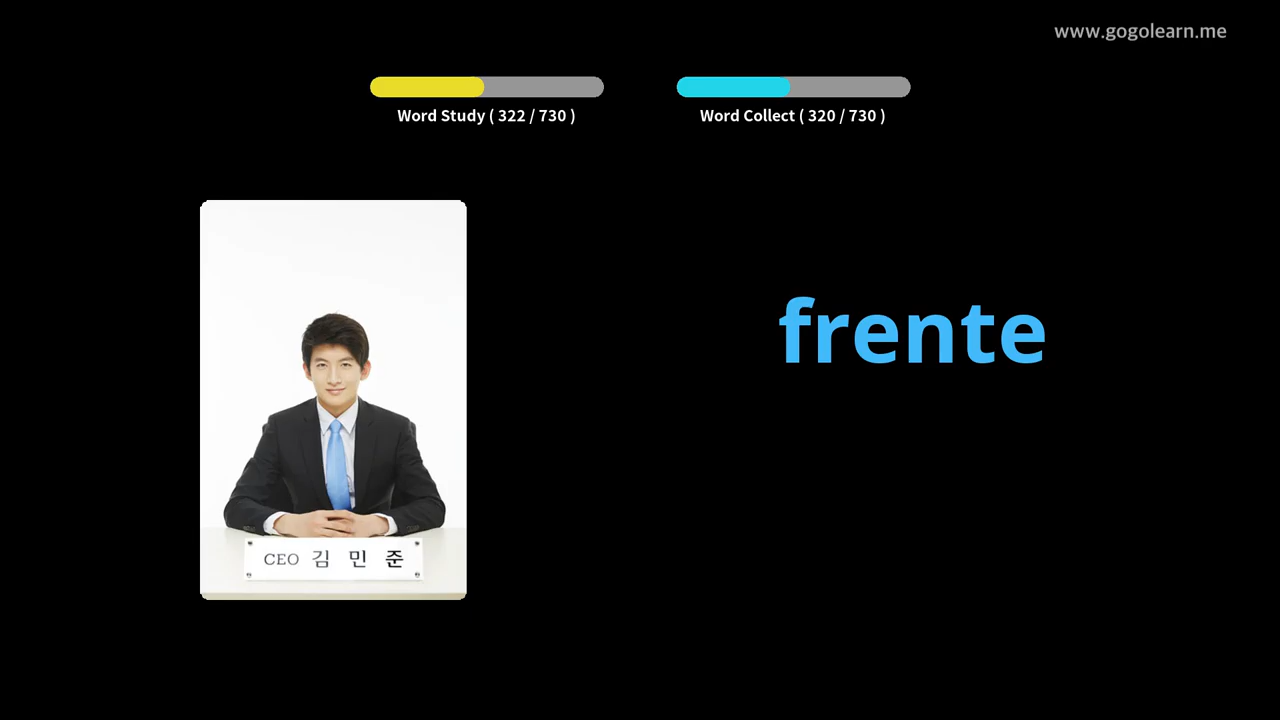 www.gogolearn.me
Word Study ( 322 / 730 )
Word Collect ( 320 / 730 )
frente
CEO 김 민 준